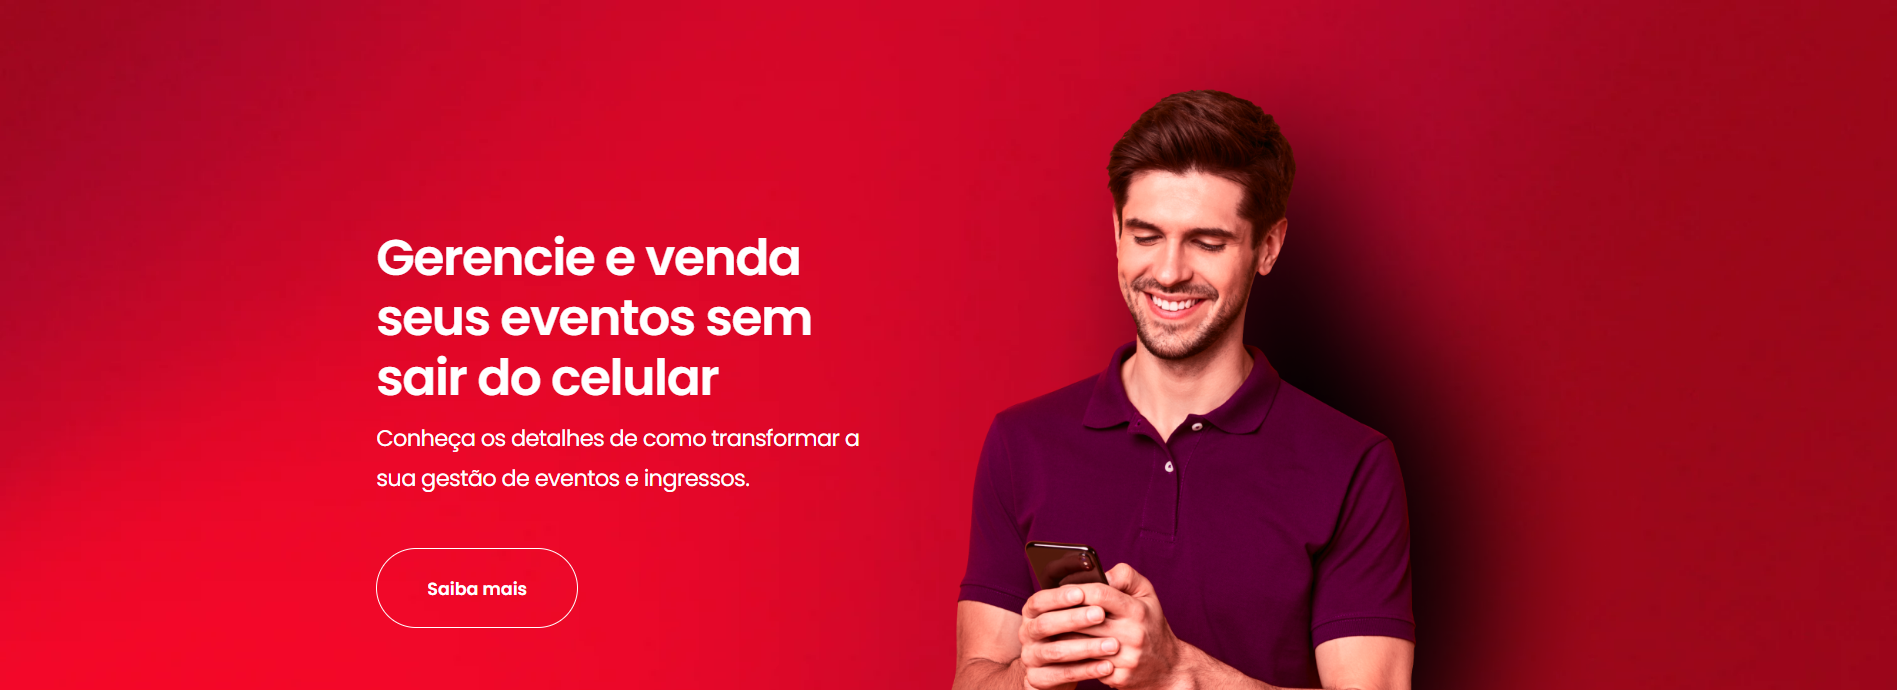 Gerencie e venda
seus eventos sem
sair do celular
Conheça os detalhes de como transformar a
sua gestão de eventos e ingressos.
Saiba mais